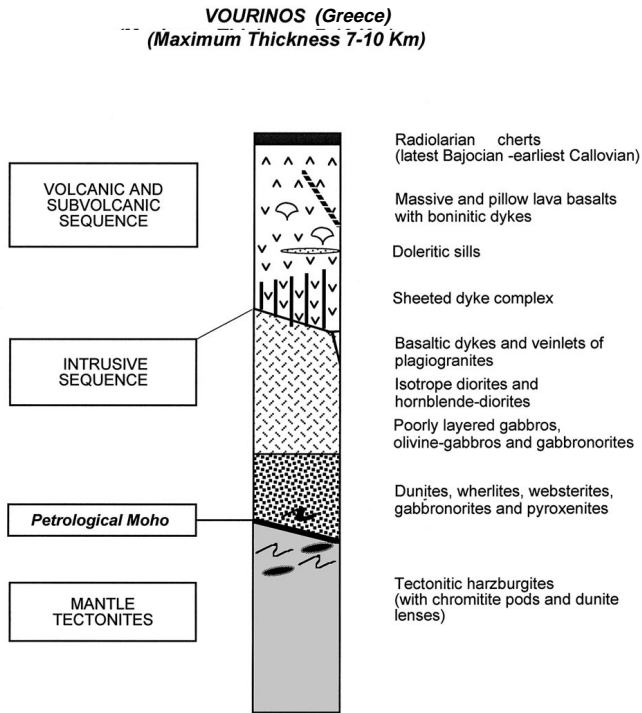 VOURINOS (Greece)
(Maximum Thickness 7-10 Km)
Radiolarian cherts
(latest Bajocian -earliest Callovian)
VOLCANIC AND
SUBVOLCANIC
SEQUENCE
Massive and pillow lava basalts
with boninitic dykes
Doleritic sills
Sheeted dyke complex
INTRUSIVE
SEQUENCE
Basaltic dykes and veinlets of
plagiogranites
Isotrope diorites and
hornblende-diorites
Poorly layered gabbros,
olivine-gabbros and gabbronorites
Dunites, wherlites, websterites,
gabbronorites and pyroxenites
Petrological Moho
MANTLE
TECTONITES
Tectonitic harzburgites
(with chromitite pods and dunite
lenses)